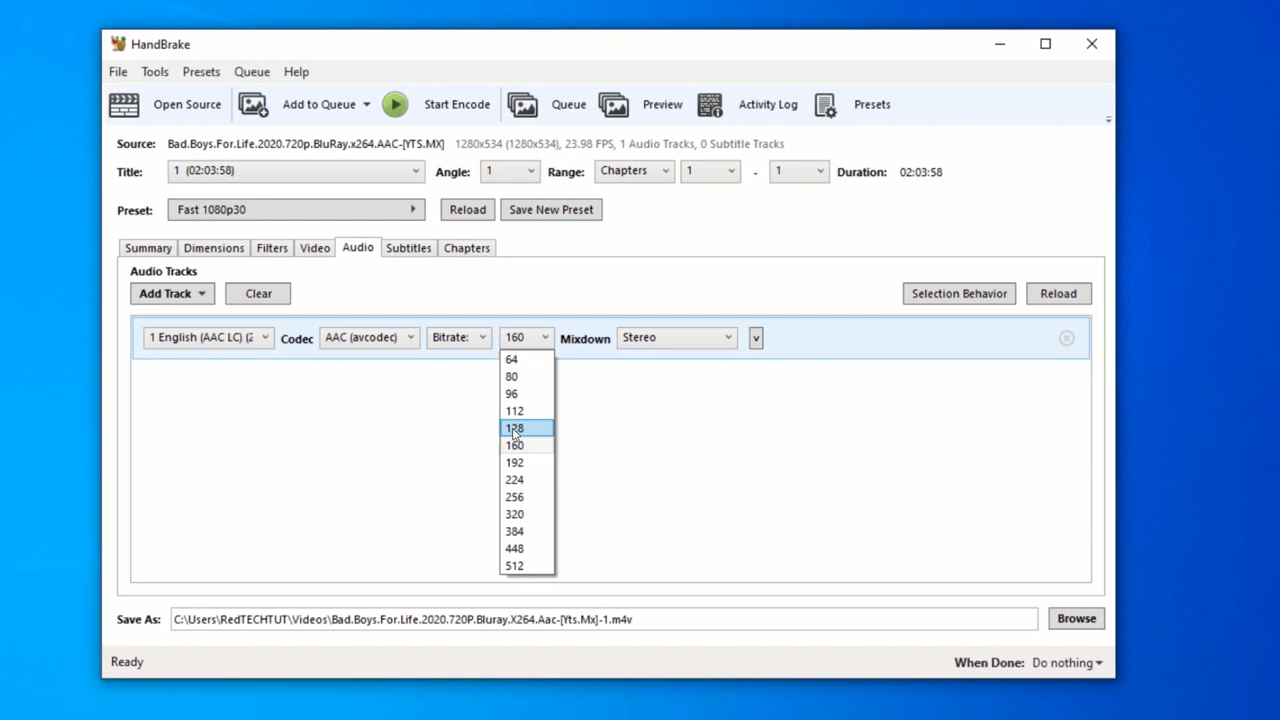 HandBrake
File Tools Presets Queue Help
Open Source Add to Queue Start Encode Queue Preview Activity Log Presets
Source: Bad.Boys.For.Life.2020.720p.BluRay.x264.AAC-[YTS.MX] 1280x534 (1280x534), 23.98 FPS, 1 Audio Tracks, 0 Subtitle Tracks
Title: 1 (02:03:58) Angle: 1 Range: Chapters 1 - 1 Duration: 02:03:58
Preset: Fast 1080p30 Reload Save New Preset
Summary Dimensions Filters Video Audio Subtitles Chapters
Audio Tracks
Add Track Clear Selection Behavior Reload
1 English (AAC LC) (2 Codec AAC (avcodec) Bitrate: 160 Mixdown Stereo v
64
80
96
112
128
160
192
224
256
320
384
448
512
Save As: C:\Users\RedTECHTUT\Videos\Bad.Boys.For.Life.2020.720P.Bluray.X264.Aac-[Yts.Mx]-1.m4v Browse
Ready When Done: Do nothing